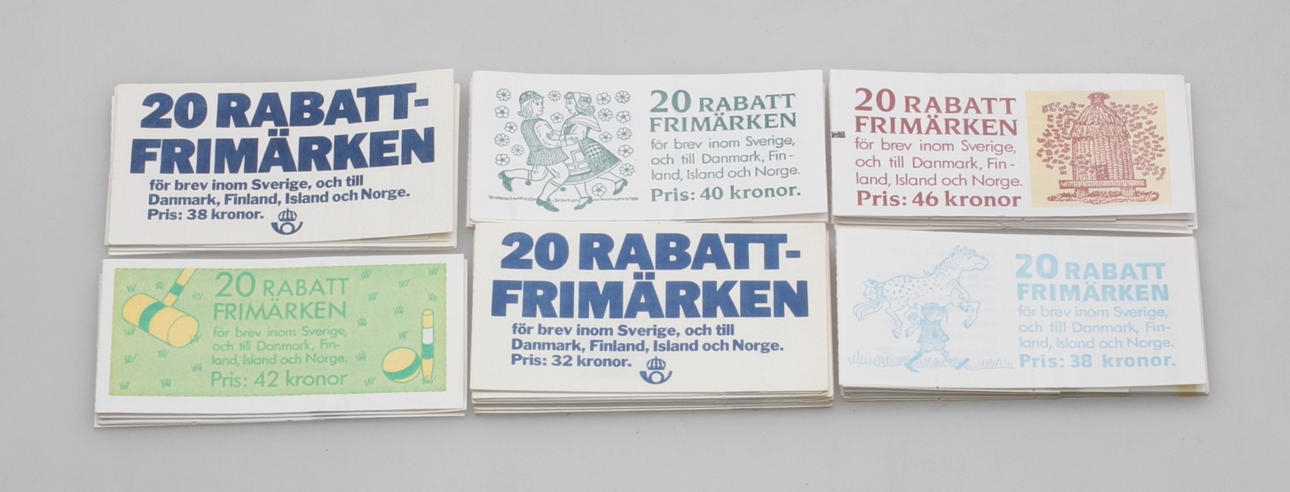 20 RABATT-
FRIMÄRKEN
för brev inom Sverige, och till
Danmark, Finland, Island och Norge.
Pris: 38 kronor.
20 RABATT
FRIMÄRKEN
för brev inom Sverige,
och till Danmark, Fin-
land, Island och Norge.
Pris: 40 kronor.
20 RABATT
FRIMÄRKEN
för brev inom Sverige,
och till Danmark, Fin-
land, Island och Norge.
Pris: 46 kronor
20 RABATT
FRIMÄRKEN
för brev inom Sverige,
och till Danmark, Fin-
land, Island och Norge.
Pris: 42 kronor
20 RABATT-
FRIMÄRKEN
för brev inom Sverige, och till
Danmark, Finland, Island och Norge.
Pris: 32 kronor.
20 RABATT
FRIMÄRKEN
för brev inom Sverige,
och till Danmark, Fin-
land, Island och Norge.
Pris: 38 kronor.